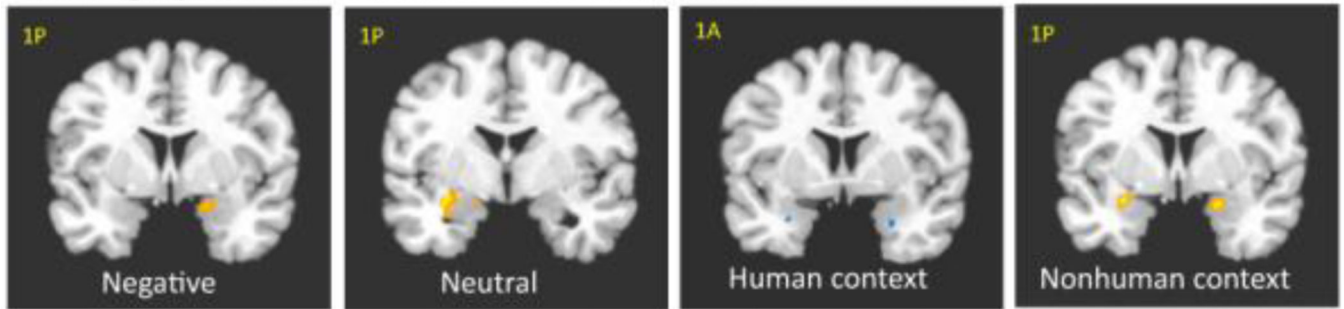 1P
Negative
1P
Neutral
1A
Human context
1P
Nonhuman context